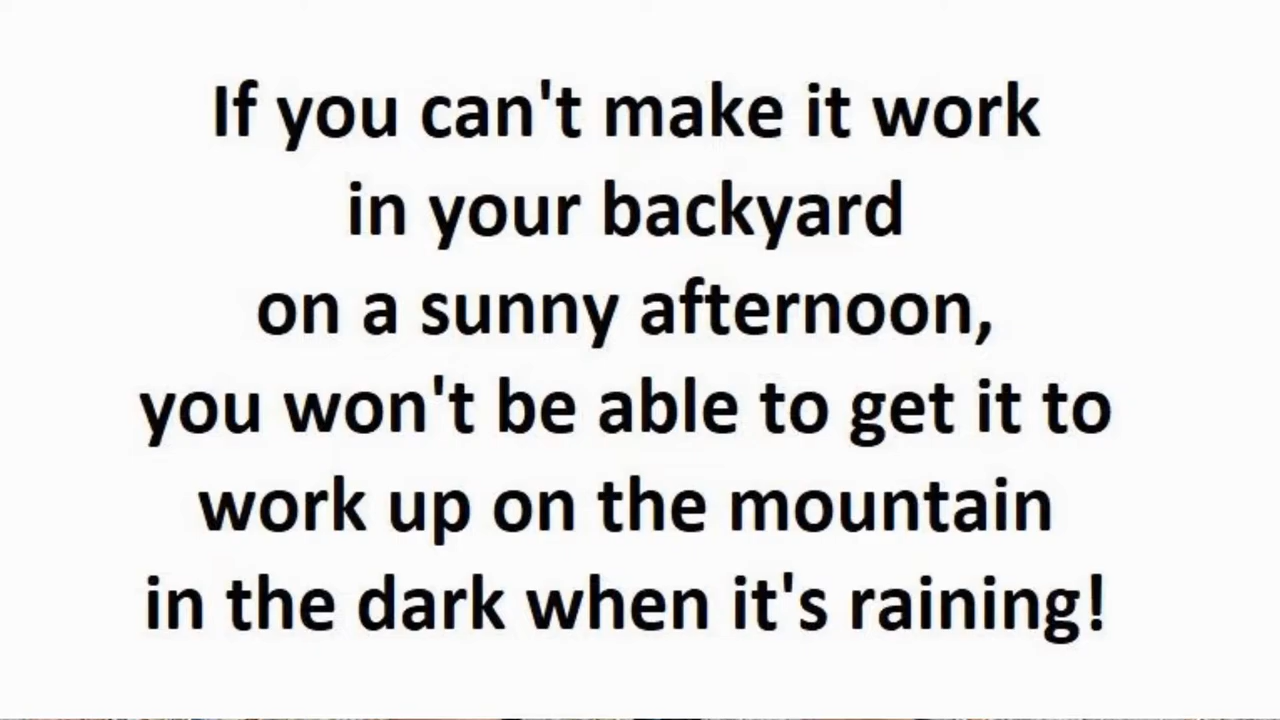 If you can't make it work
in your backyard
on a sunny afternoon,
you won't be able to get it to
work up on the mountain
in the dark when it's raining!